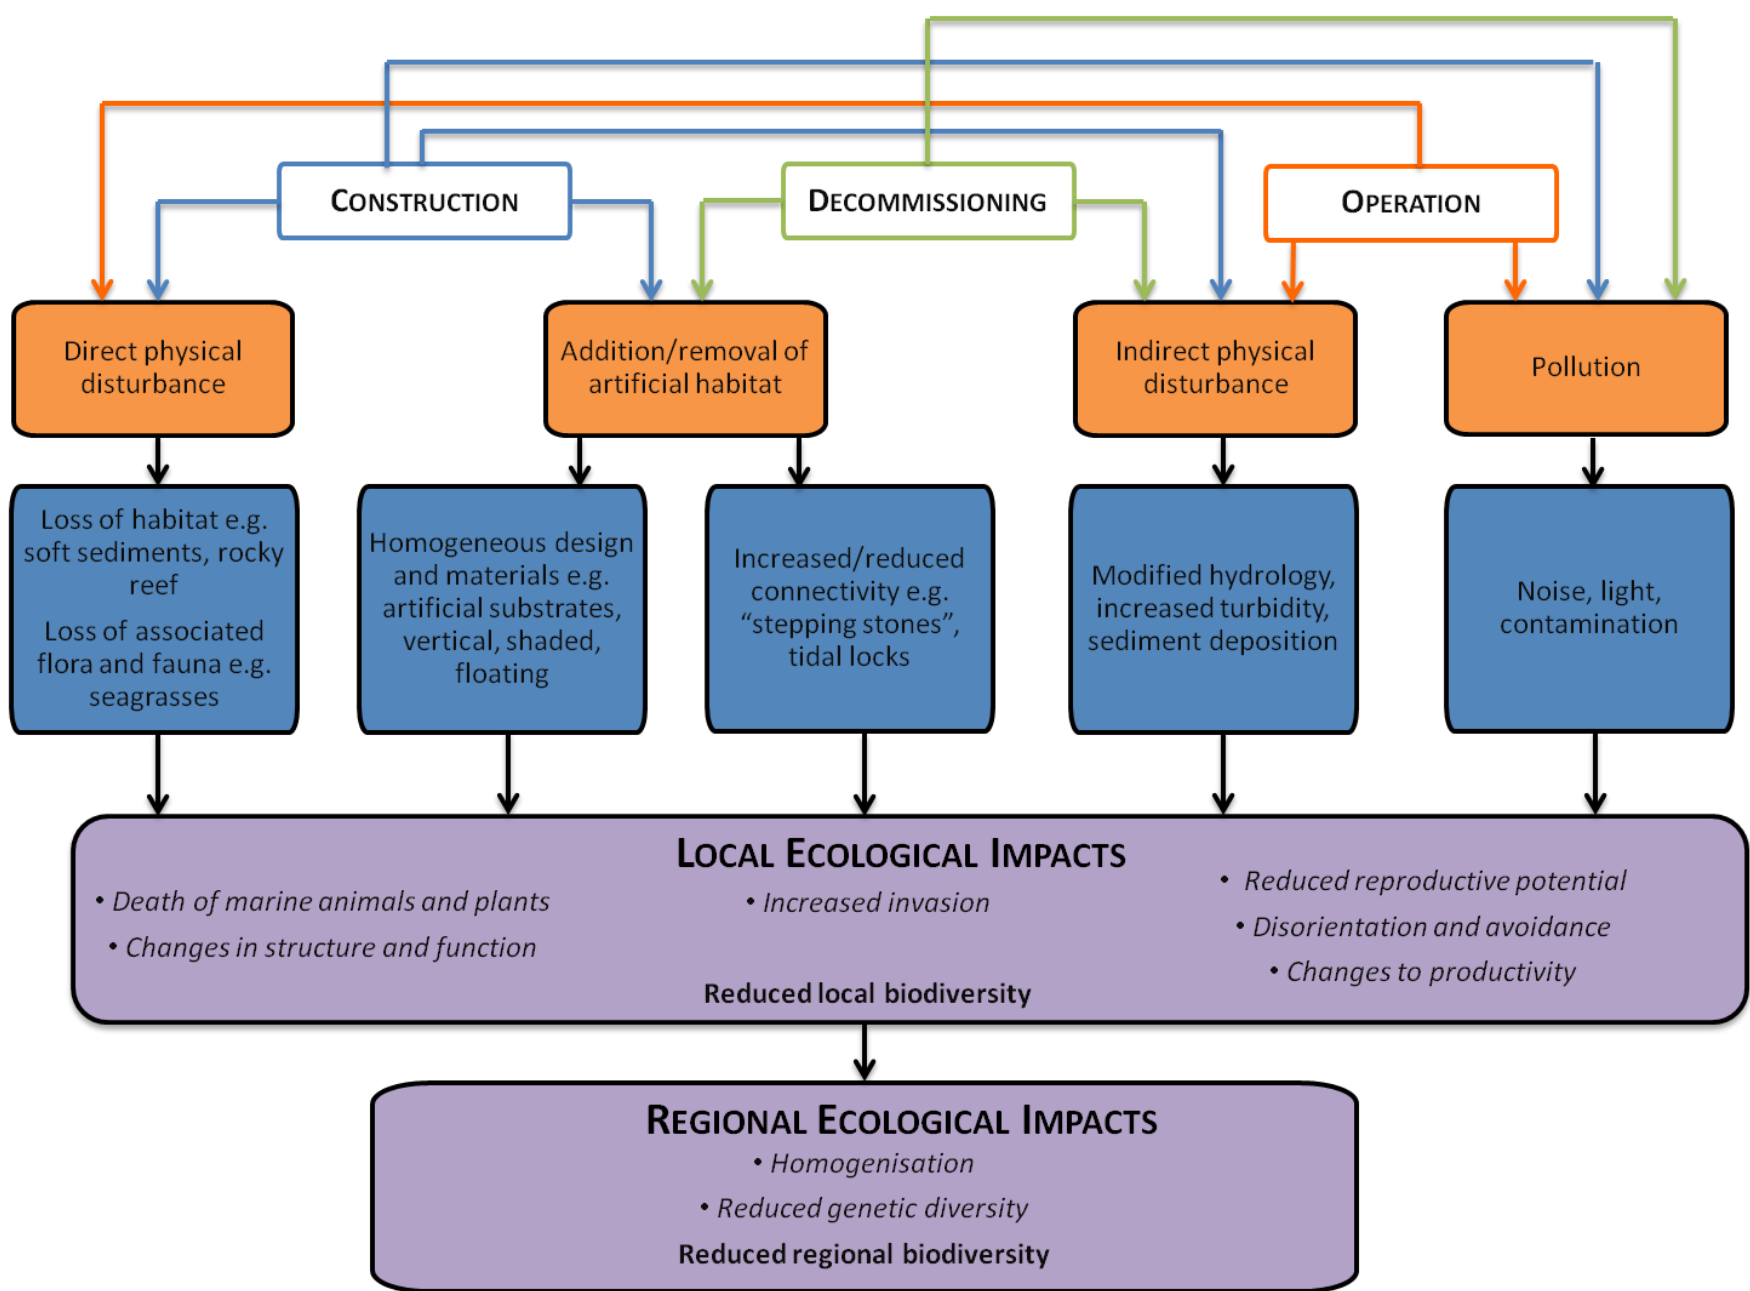 CONSTRUCTION
DECOMMISSIONING
OPERATION
Direct physical
disturbance
Addition/removal of
artificial habitat
Indirect physical
disturbance
Pollution
Loss of habitat e.g.
soft sediments, rocky
reef
Loss of associated
flora and fauna e.g.
seagrasses
Homogeneous design
and materials e.g.
artificial substrates,
vertical, shaded,
floating
Increased/reduced
connectivity e.g.
“stepping stones”,
tidal locks
Modified hydrology,
increased turbidity,
sediment deposition
Noise, light,
contamination
LOCAL ECOLOGICAL IMPACTS
• Death of marine animals and plants
• Changes in structure and function
• Increased invasion
• Reduced reproductive potential
• Disorientation and avoidance
• Changes to productivity
Reduced local biodiversity
REGIONAL ECOLOGICAL IMPACTS
• Homogenisation
• Reduced genetic diversity
Reduced regional biodiversity